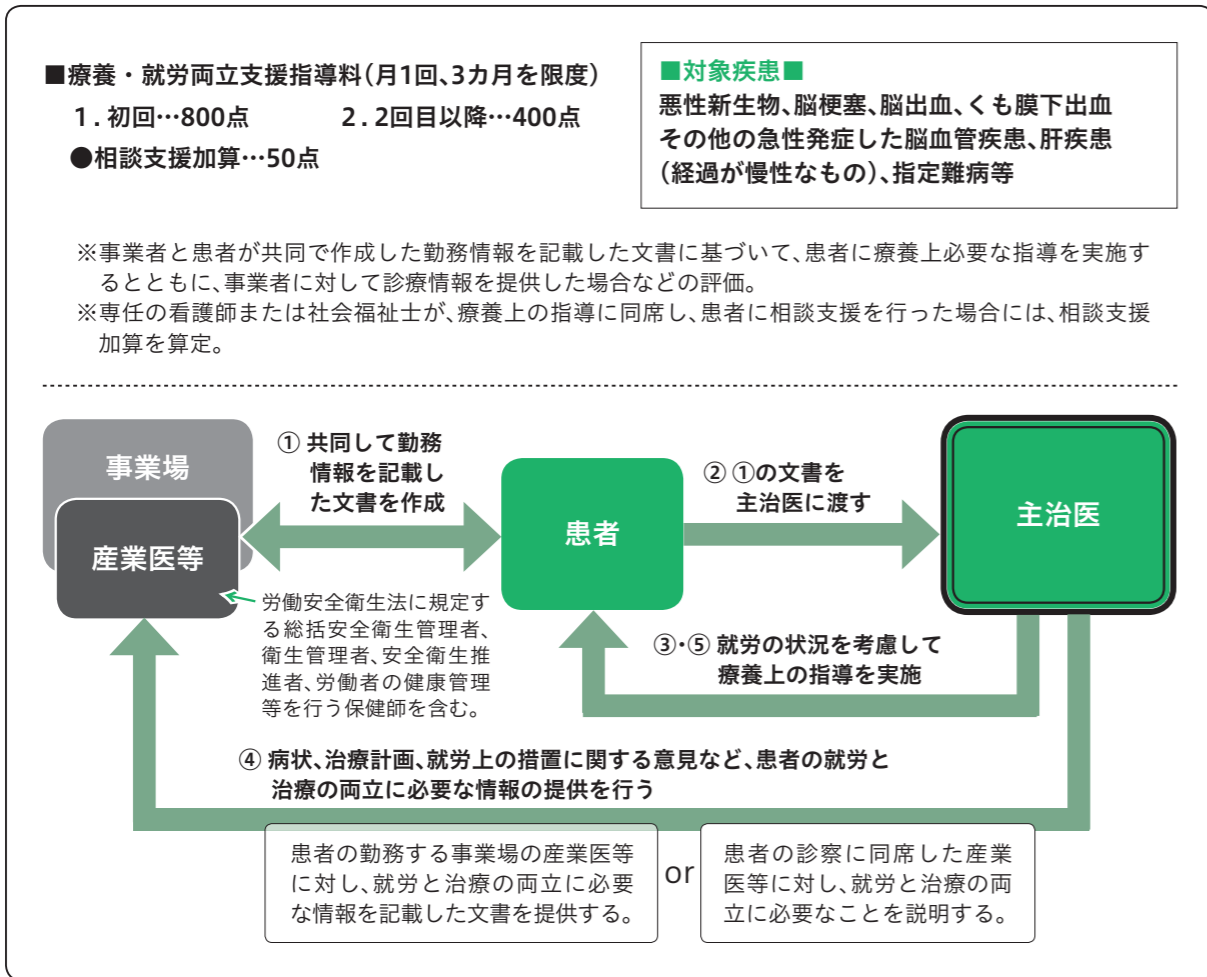 ■療養・就労両立支援指導料（月1回、3カ月を限度）
1．初回…800点　2．2回目以降…400点
●相談支援加算…50点
■対象疾患■
悪性新生物、脳梗塞、脳出血、くも膜下出血
その他の急性発症した脳血管疾患、肝疾患
（経過が慢性なもの）、指定難病等
※事業者と患者が共同で作成した勤務情報を記載した文書に基づいて、患者に療養上必要な指導を実施す
るとともに、事業者に対して診療情報を提供した場合などの評価。
※専任の看護師または社会福祉士が、療養上の指導に同席し、患者に相談支援を行った場合には、相談支援
加算を算定。
事業場
産業医等
① 共同して勤務
情報を記載し
た文書を作成
患者
② ①の文書を
主治医に渡す
主治医
労働安全衛生法に規定す
る総括安全衛生管理者、
衛生管理者、安全衛生推
進者、労働者の健康管理
等を行う保健師を含む。
③・⑤ 就労の状況を考慮して
療養上の指導を実施
④ 病状、治療計画、就労上の措置に関する意見など、患者の就労と
治療の両立に必要な情報の提供を行う
患者の勤務する事業場の産業医等
に対し、就労と治療の両立に必要
な情報を記載した文書を提供する。
or
患者の診察に同席した産業
医等に対し、就労と治療の両
立に必要なことを説明する。